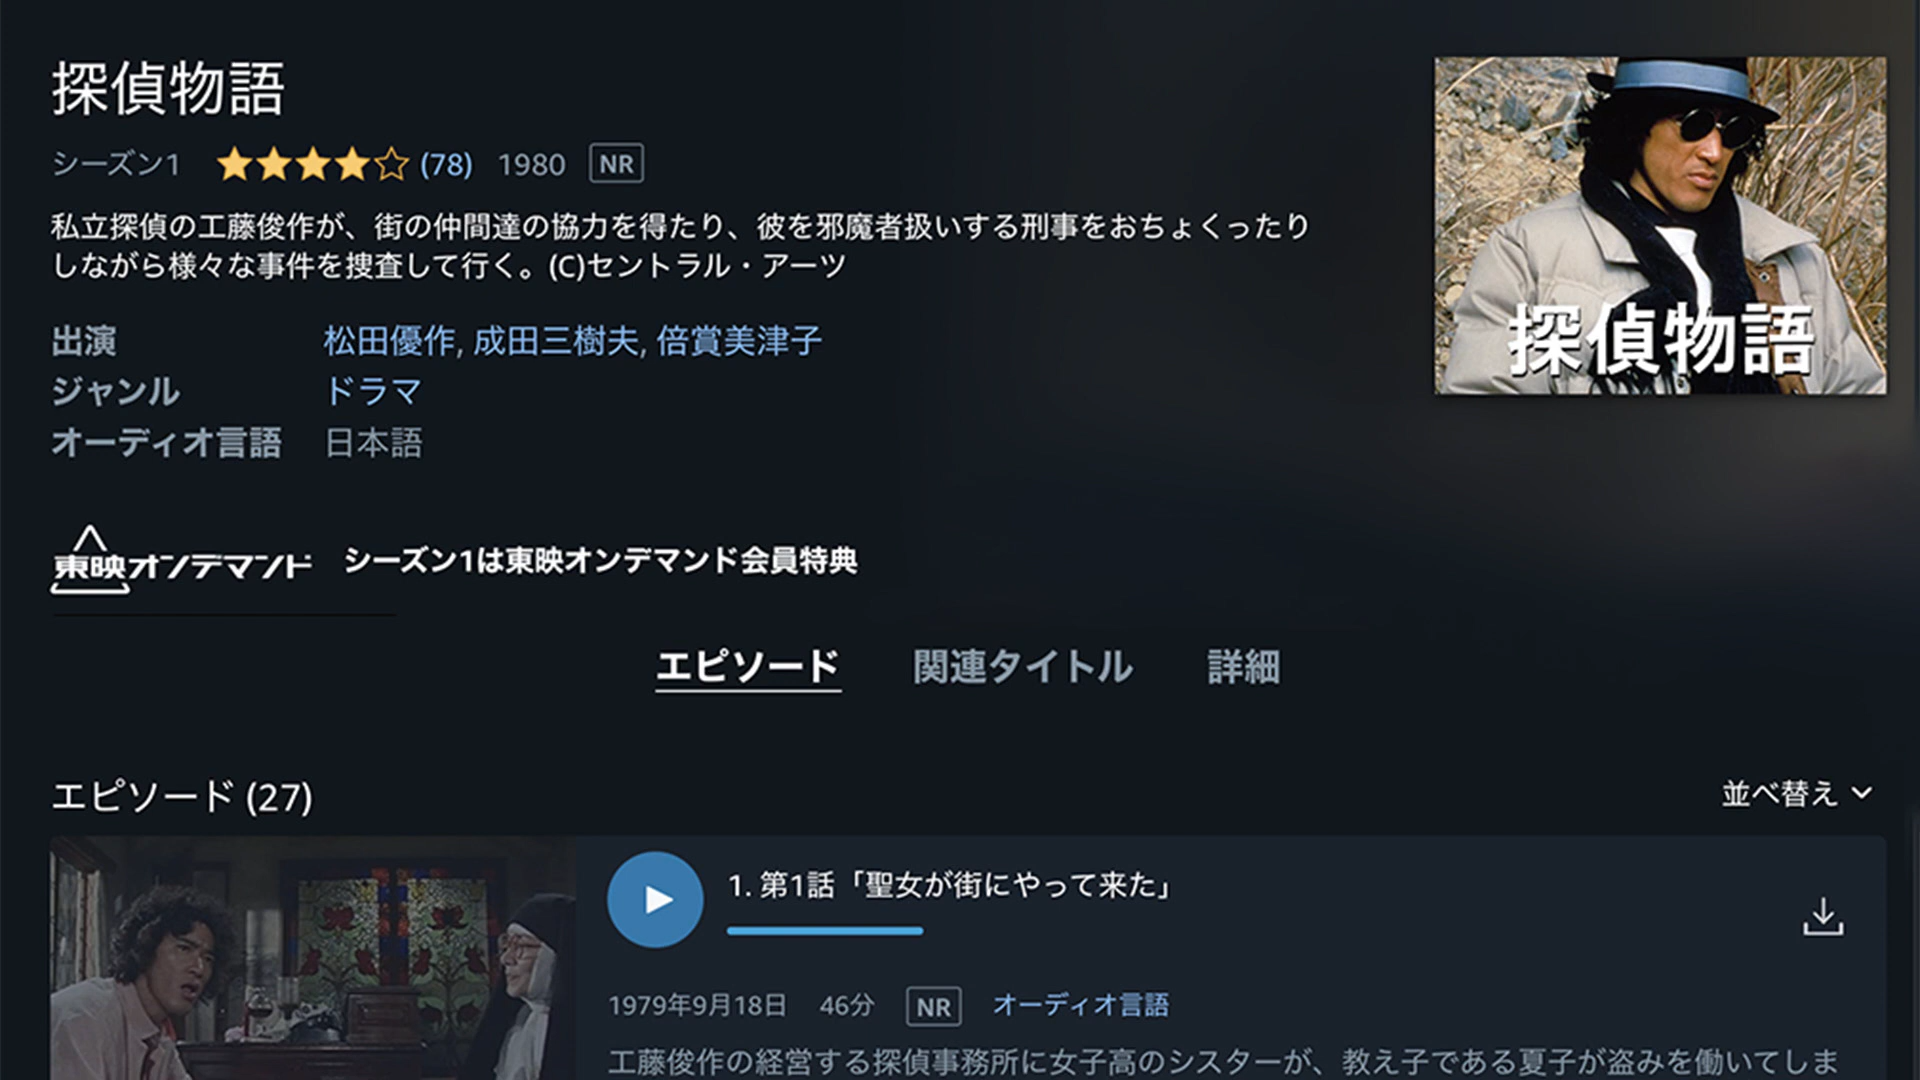 探偵物語
シーズン1 (78) 1980 NR
私立探偵の工藤俊作が、街の仲間達の協力を得たり、彼を邪魔者扱いする刑事をおちょくったり
しながら様々な事件を捜査して行く。(C)セントラル・アーツ
出演 松田優作, 成田三樹夫, 倍賞美津子
ジャンル ドラマ
オーディオ言語 日本語
探偵物語
東映オンデマンド シーズン1は東映オンデマンド会員特典
エピソード 関連タイトル 詳細
エピソード (27)
並べ替え
1. 第1話「聖女が街にやって来た」
1979年9月18日 46分 NR オーディオ言語
工藤俊作の経営する探偵事務所に女子高のシスターが、教え子である夏子が盗みを働いてしま